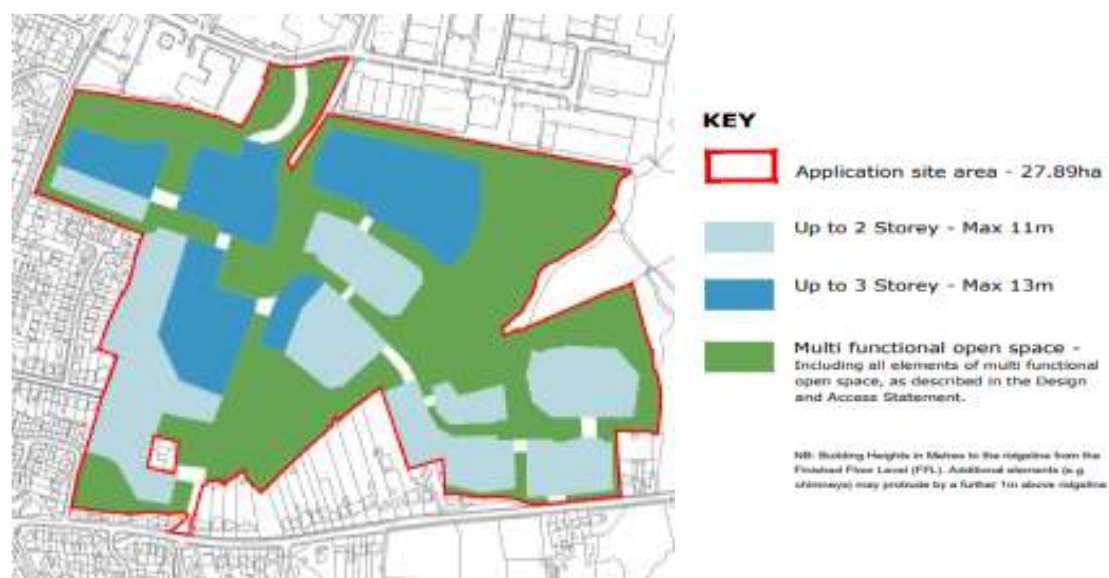 KEY
Application site area - 27.89ha
Up to 2 Storey - Max 11m
Up to 3 Storey - Max 13m
Multi functional open space -
Including all elements of multi functional
open space, as described in the Design
and Access Statement.
NB: Building Heights in Metres to the ridgeline from the
Finished Floor Level (FFL). Additional elements (e.g
chimneys) may protrude by a further 1m above ridgeline